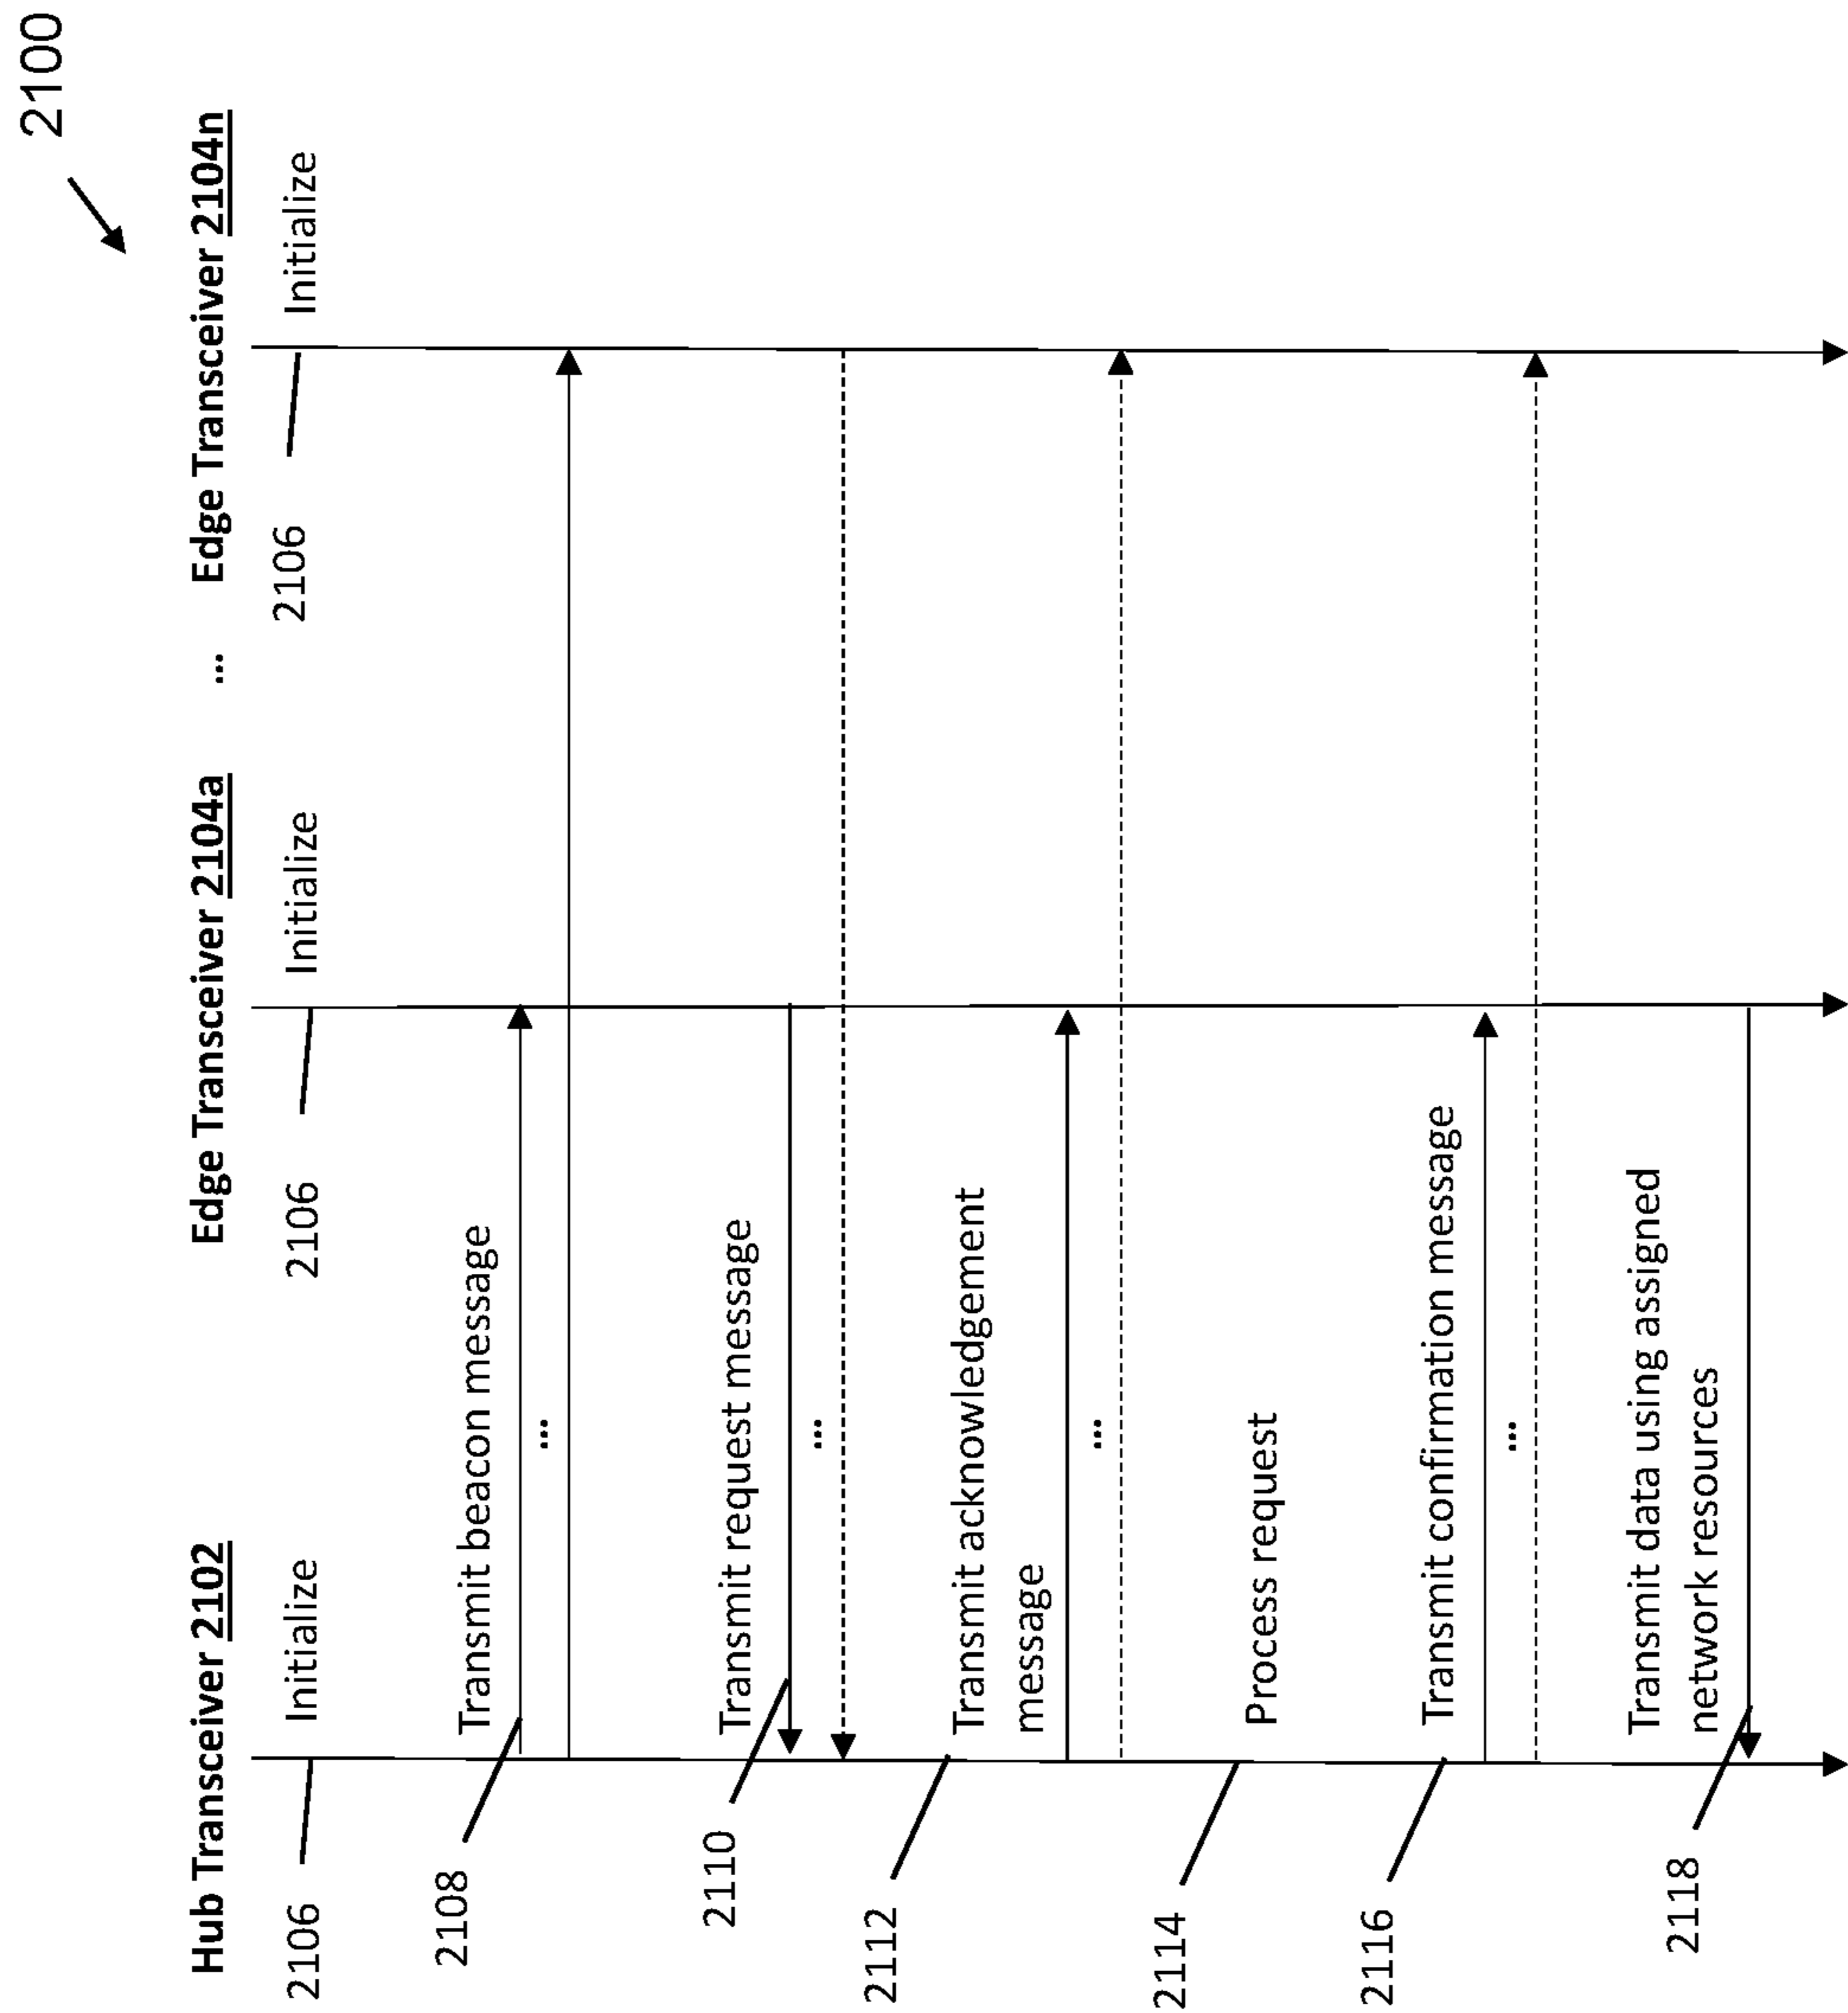 2100
Hub Transceiver 2102
Edge Transceiver 2104a
...
Edge Transceiver 2104n
2106
Initialize
2106
Initialize
2106
Initialize
2108
Transmit beacon message
...
2110
Transmit request message
...
2112
Transmit acknowledgement
message
...
2114
Process request
2116
Transmit confirmation message
...
2118
Transmit data using assigned
network resources